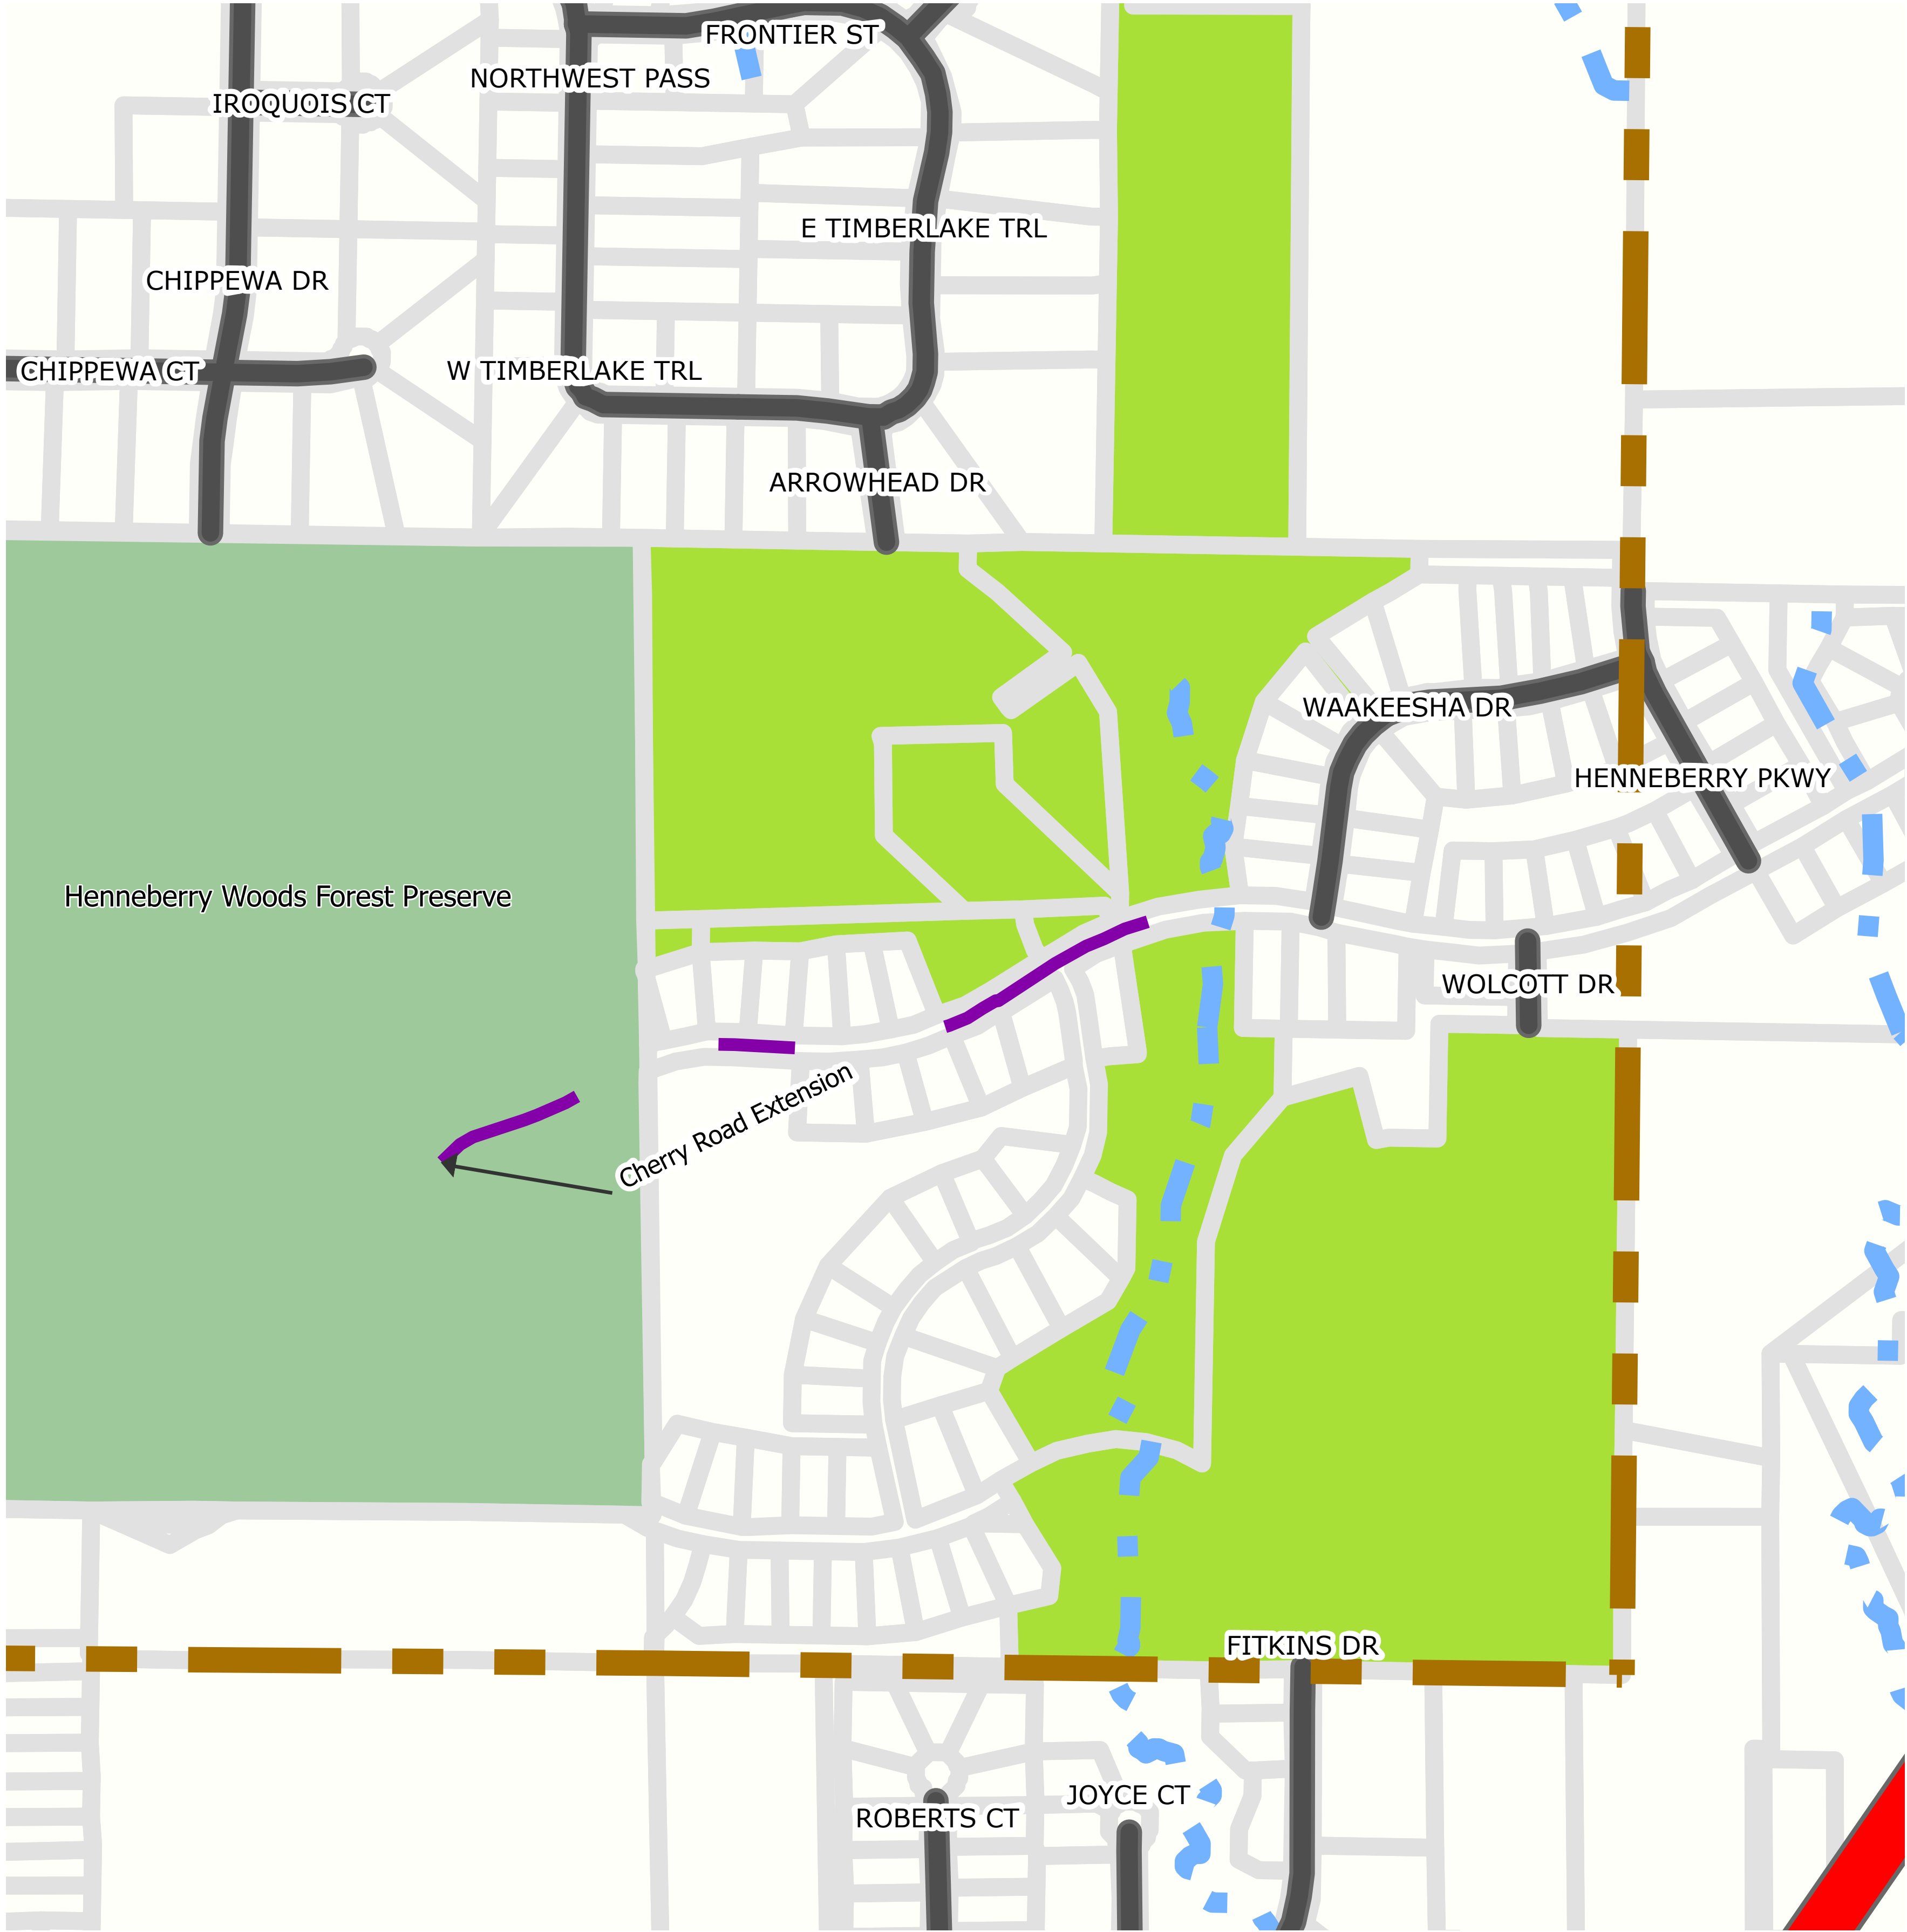 FRONTIER ST
NORTHWEST PASS
IROQUOIS CT
E TIMBERLAKE TRL
CHIPPEWA DR
CHIPPEWA CT
W TIMBERLAKE TRL
ARROWHEAD DR
WAAKEESHA DR
HENNEBERRY PKWY
Henneberry Woods Forest Preserve
WOLCOTT DR
Cherry Road Extension
FITKINS DR
JOYCE CT
ROBERTS CT